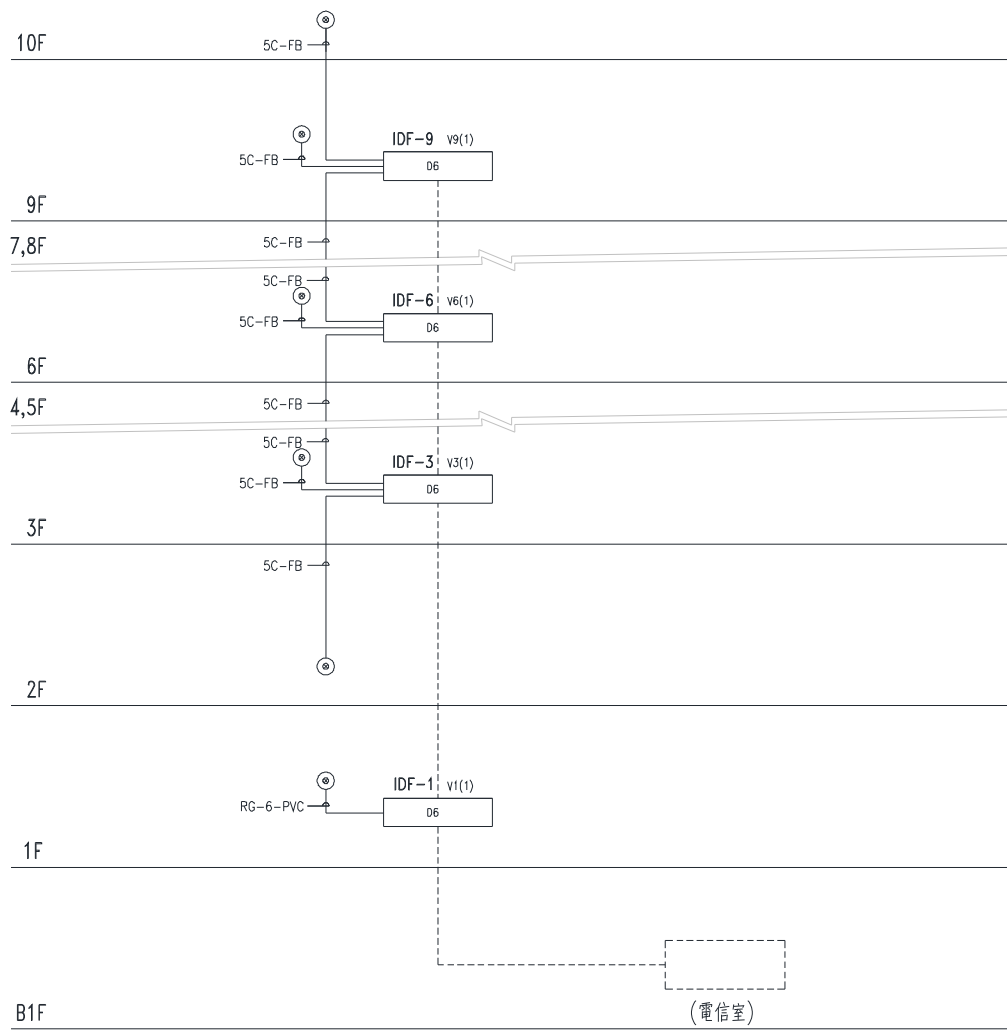 10F
5C-FB
IDF-9 V9(1)
5C-FB
D6
9F
7,8F
5C-FB
5C-FB
IDF-6 V6(1)
5C-FB
D6
6F
4,5F
5C-FB
5C-FB
IDF-3 V3(1)
5C-FB
D6
3F
5C-FB
2F
IDF-1 V1(1)
RG-6-PVC
D6
1F
(電信室)
B1F